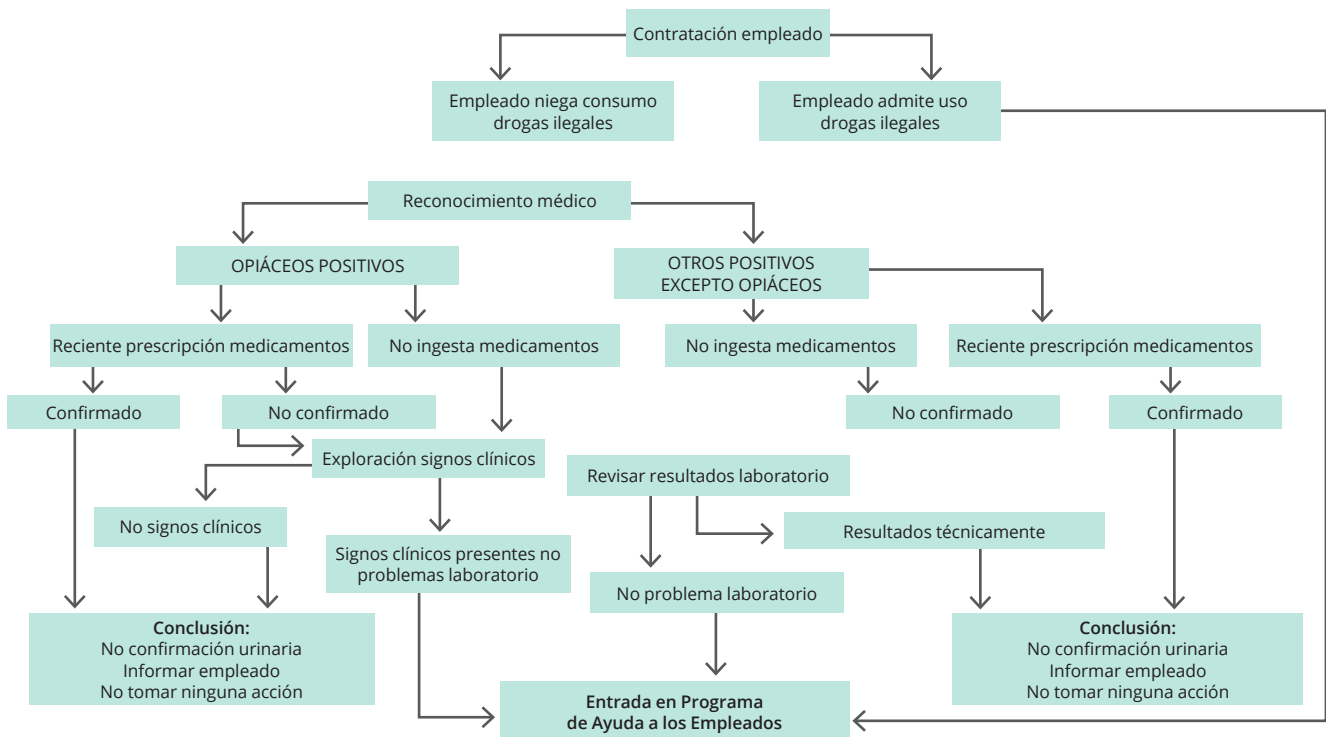 Contratación empleado
Empleado niega consumo
drogas ilegales
Empleado admite uso
drogas ilegales
Reconocimiento médico
OPIÁCEOS POSITIVOS
OTROS POSITIVOS
EXCEPTO OPIÁCEOS
Reciente prescripción medicamentos
No ingesta medicamentos
No ingesta medicamentos
Reciente prescripción medicamentos
Confirmado
No confirmado
No confirmado
Confirmado
Exploración signos clínicos
Revisar resultados laboratorio
No signos clínicos
Resultados técnicamente
Signos clínicos presentes no
problemas laboratorio
No problema laboratorio
Conclusión:
No confirmación urinaria
Informar empleado
No tomar ninguna acción
Conclusión:
No confirmación urinaria
Informar empleado
No tomar ninguna acción
Entrada en Programa
de Ayuda a los Empleados